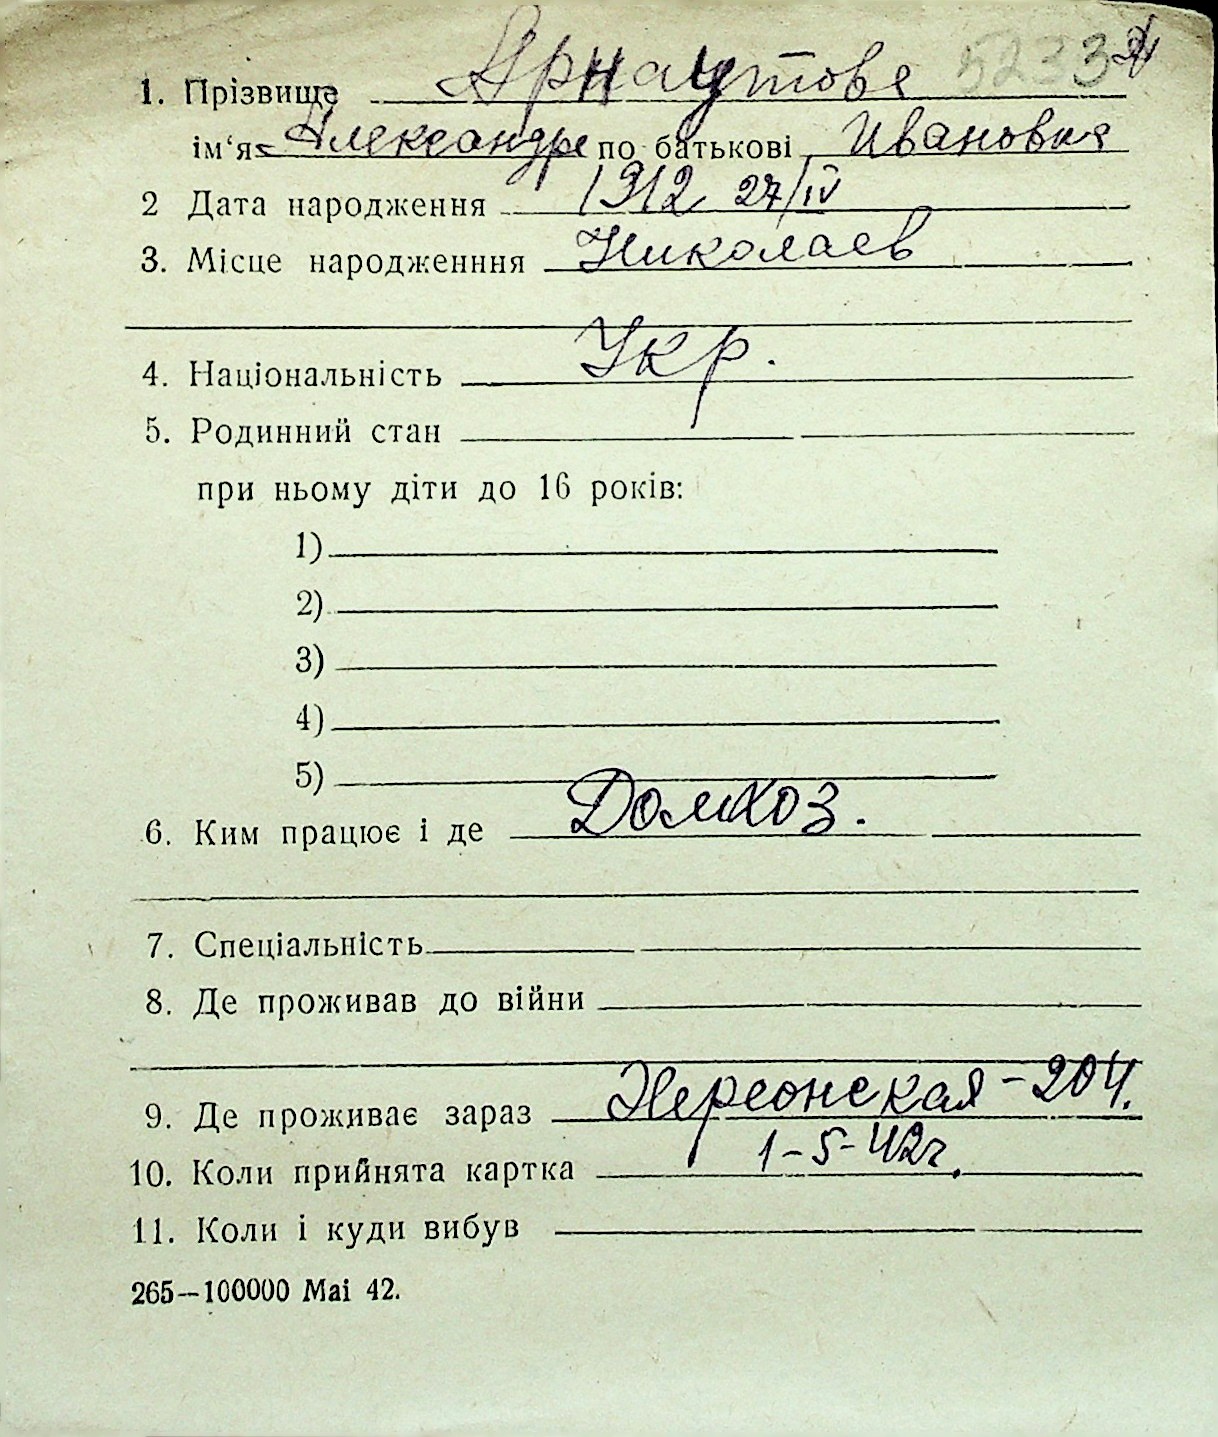 5233
1. Прізвище Арнаутова
ім‘я Александра по батькові Ивановна
2 Дата народження 1912 27/IV
3. Місце народженння Николаев
4. Національність Укр.
5. Родинний стан
при ньому діти до 16 років:
1)
2)
3)
4)
5)
6. Ким працює і де Домхоз.
7. Спеціальність
8. Де проживав до війни
9. Де проживає зараз Херсонская – 204.
10. Коли прийнята картка 1-5-42г.
11. Коли і куди вибув
265—100000 Mai 42.